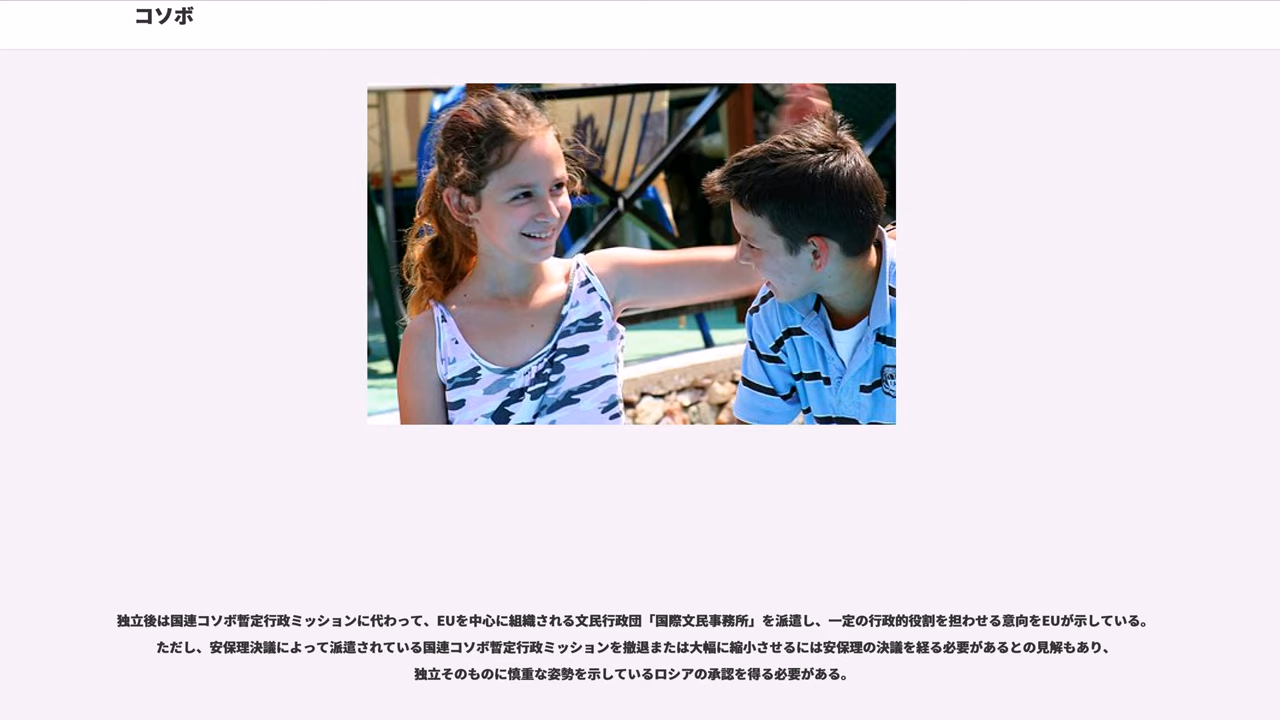 コソボ
独立後は国連コソボ暫定行政ミッションに代わって、EUを中心に組織される文民行政団「国際文民事務所」を派遣し、一定の行政的役割を担わせる意向をEUが示している。
ただし、安保理決議によって派遣されている国連コソボ暫定行政ミッションを撤退または大幅に縮小させるには安保理の決議を経る必要があるとの見解もあり、
独立そのものに慎重な姿勢を示しているロシアの承認を得る必要がある。